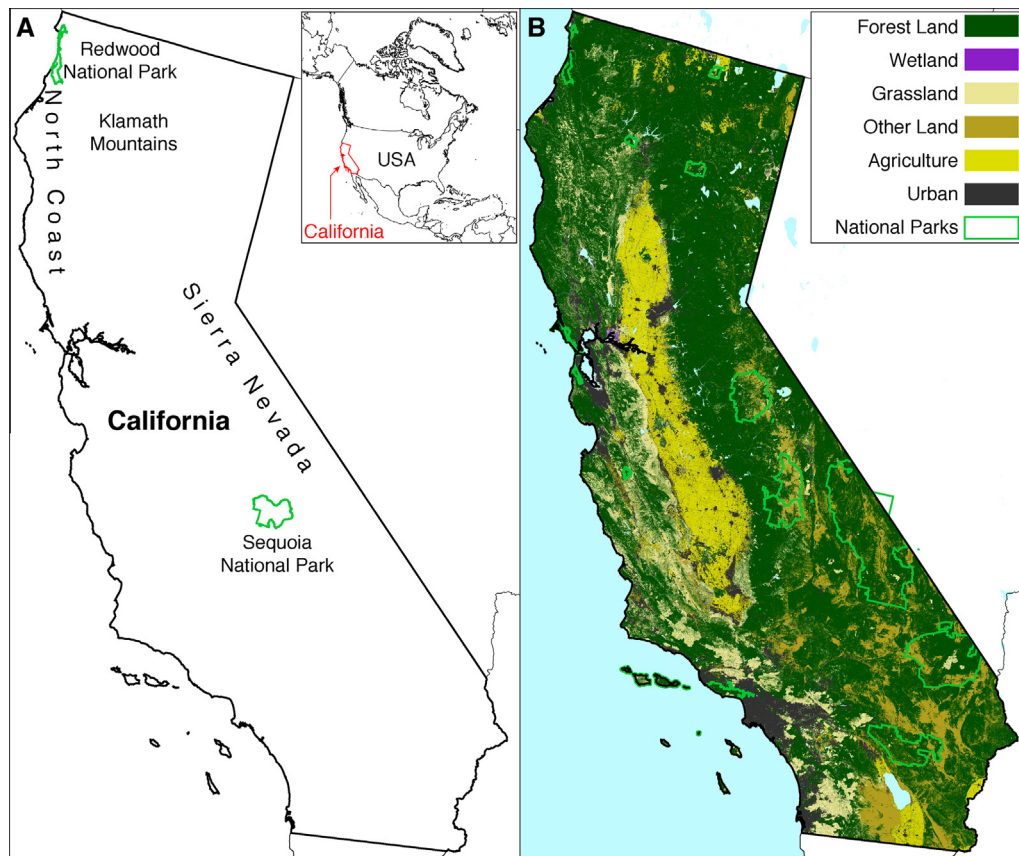 A
Redwood
National Park
North Coast
Klamath
Mountains
USA
California
Sierra Nevada
California
Sequoia
National Park
B
Forest Land
Wetland
Grassland
Other Land
Agriculture
Urban
National Parks